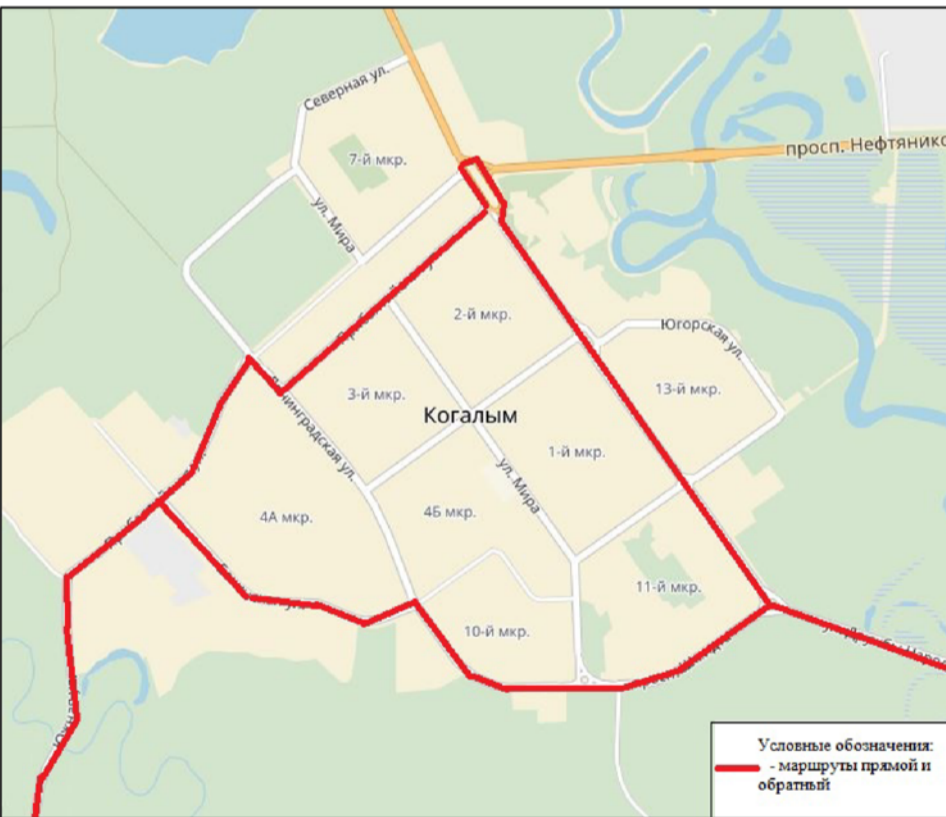 Северная ул.
7-й мкр.
просп. Нефтянико
ул. Мира
2-й мкр.
Югорская ул.
3-й мкр.
13-й мкр.
Когалым
1-й мкр.
ул. Мира
4А мкр.
4Б мкр.
11-й мкр.
10-й мкр.
Условные обозначения:
- маршруты прямой и
обратный